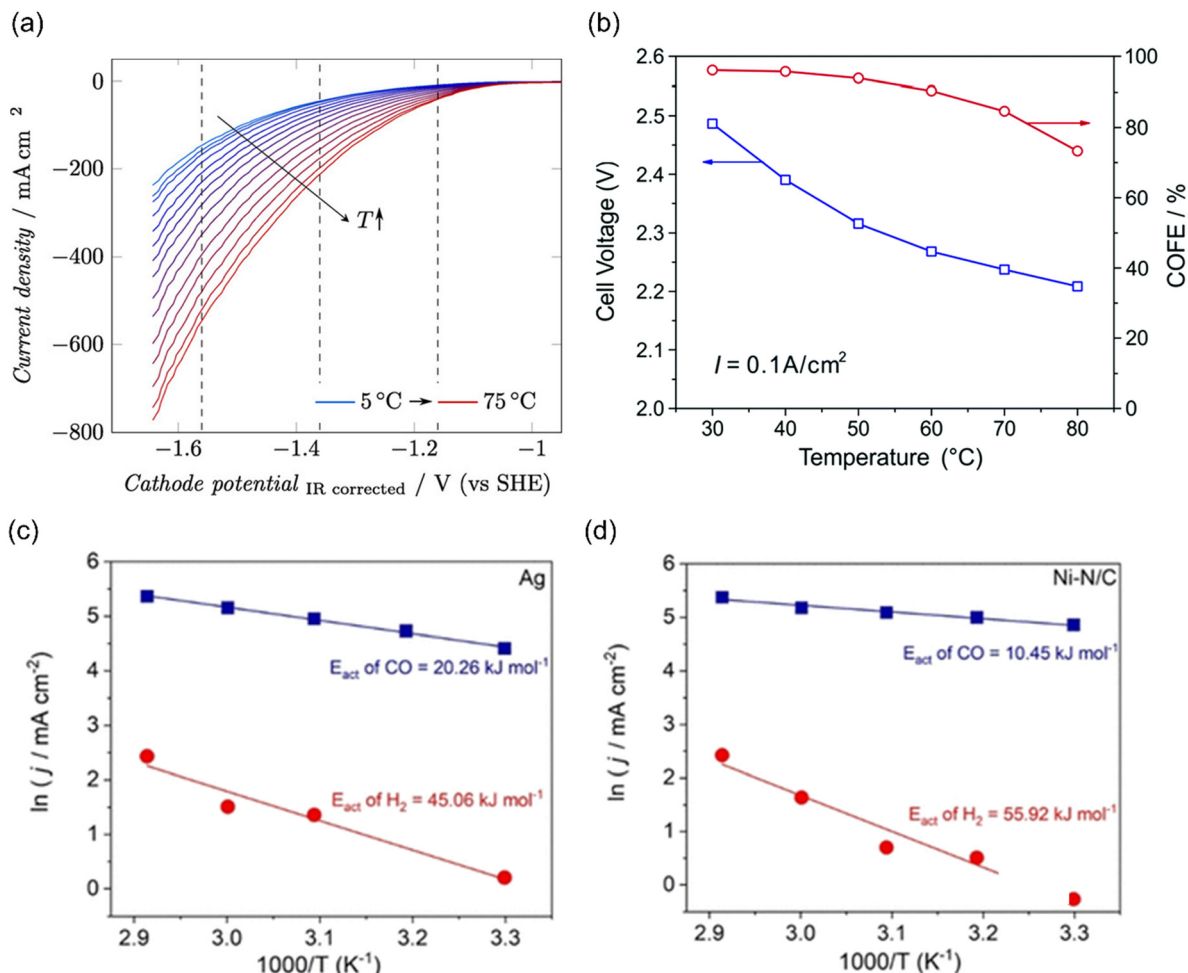 (a)
0
−200
−400
−600
−800
Current density / mA cm ²
T↑
5 °C → 75 °C
−1.6
−1.4
−1.2
−1
Cathode potential IR corrected / V (vs SHE)
(b)
2.6
2.5
2.4
2.3
2.2
2.1
2.0
Cell Voltage (V)
100
80
60
40
20
0
COFE / %
I = 0.1A/cm²
30 40 50 60 70 80
Temperature (°C)
(c)
6
5
4
3
2
1
0
ln ( j / mA cm⁻²)
Ag
E_act of CO = 20.26 kJ mol⁻¹
E_act of H₂ = 45.06 kJ mol⁻¹
2.9 3.0 3.1 3.2 3.3
1000/T (K⁻¹)
(d)
6
5
4
3
2
1
0
ln ( j / mA cm⁻²)
Ni-N/C
E_act of CO = 10.45 kJ mol⁻¹
E_act of H₂ = 55.92 kJ mol⁻¹
2.9 3.0 3.1 3.2 3.3
1000/T (K⁻¹)